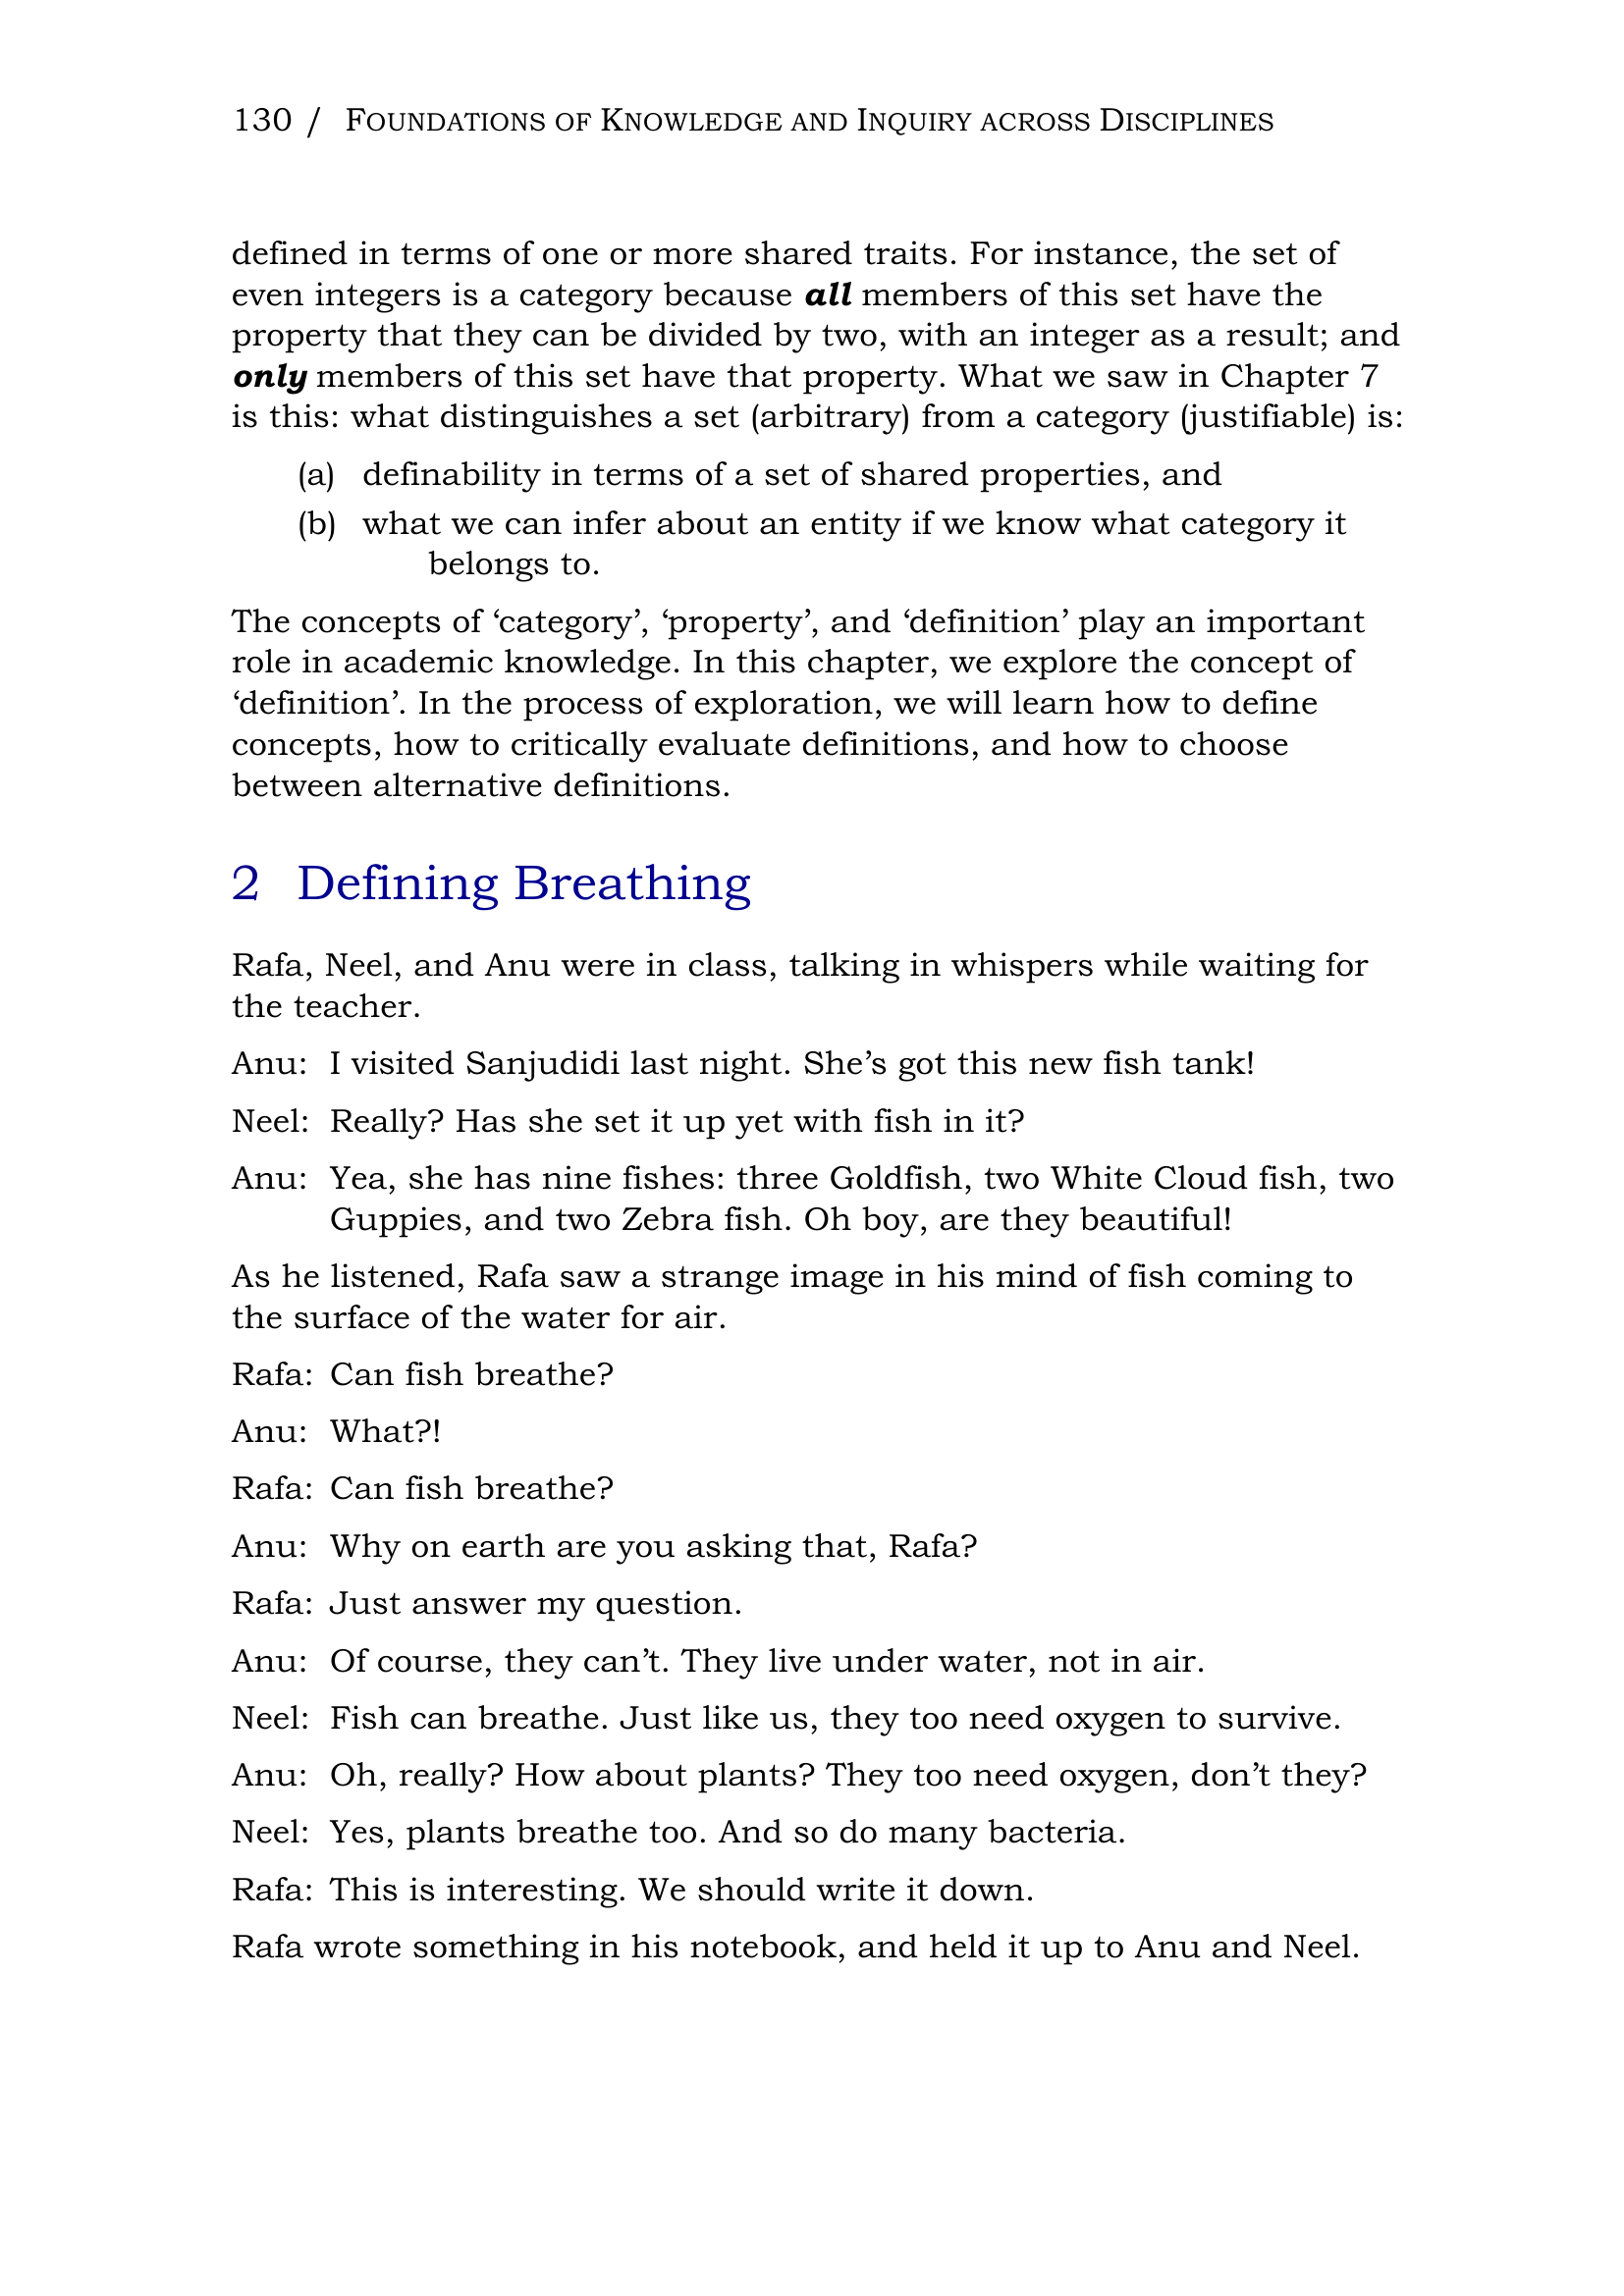 130 / FOUNDATIONS OF KNOWLEDGE AND INQUIRY ACROSS DISCIPLINES
defined in terms of one or more shared traits. For instance, the set of
even integers is a category because all members of this set have the
property that they can be divided by two, with an integer as a result; and
only members of this set have that property. What we saw in Chapter 7
is this: what distinguishes a set (arbitrary) from a category (justifiable) is:
(a) definability in terms of a set of shared properties, and
(b) what we can infer about an entity if we know what category it
belongs to.
The concepts of ‘category’, ‘property’, and ‘definition’ play an important
role in academic knowledge. In this chapter, we explore the concept of
‘definition’. In the process of exploration, we will learn how to define
concepts, how to critically evaluate definitions, and how to choose
between alternative definitions.
2 Defining Breathing
Rafa, Neel, and Anu were in class, talking in whispers while waiting for
the teacher.
Anu: I visited Sanjudidi last night. She’s got this new fish tank!
Neel: Really? Has she set it up yet with fish in it?
Anu: Yea, she has nine fishes: three Goldfish, two White Cloud fish, two
Guppies, and two Zebra fish. Oh boy, are they beautiful!
As he listened, Rafa saw a strange image in his mind of fish coming to
the surface of the water for air.
Rafa: Can fish breathe?
Anu: What?!
Rafa: Can fish breathe?
Anu: Why on earth are you asking that, Rafa?
Rafa: Just answer my question.
Anu: Of course, they can’t. They live under water, not in air.
Neel: Fish can breathe. Just like us, they too need oxygen to survive.
Anu: Oh, really? How about plants? They too need oxygen, don’t they?
Neel: Yes, plants breathe too. And so do many bacteria.
Rafa: This is interesting. We should write it down.
Rafa wrote something in his notebook, and held it up to Anu and Neel.